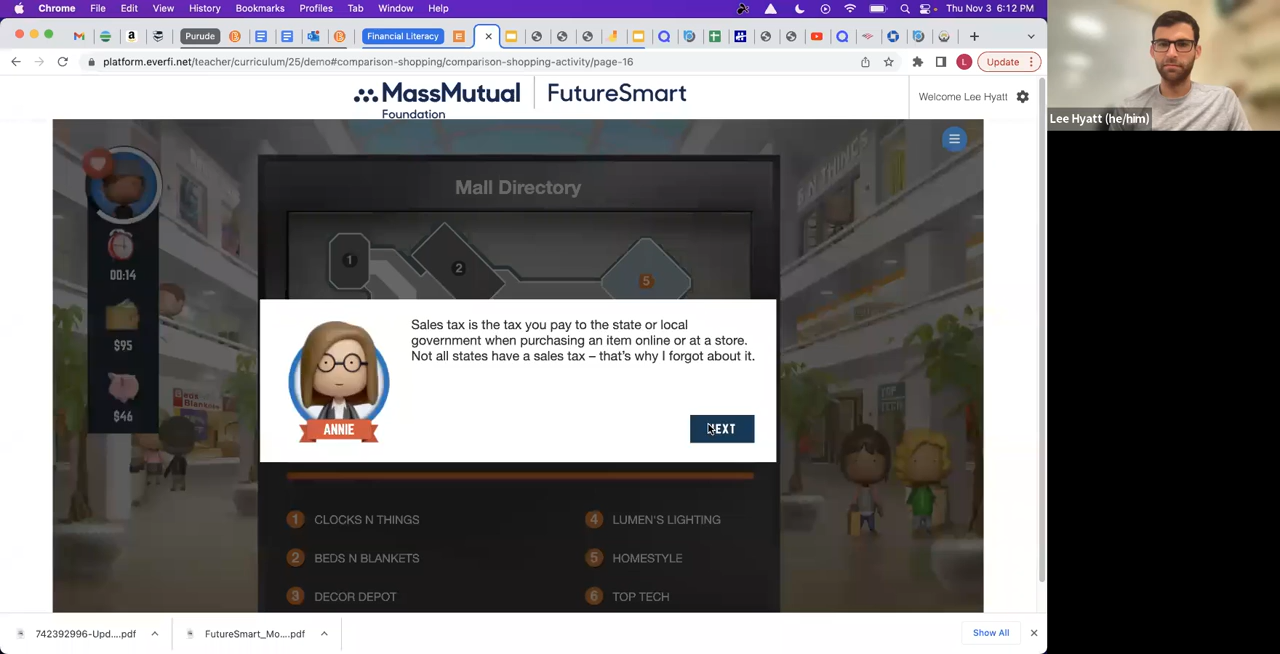 Chrome File Edit View History Bookmarks Profiles Tab Window Help
Thu Nov 3 6:12 PM
Purude
Financial Literacy
platform.everfi.net/teacher/curriculum/25/demo#comparison-shopping/comparison-shopping-activity/page-16
L
Update
MassMutual
Foundation
FutureSmart
Welcome Lee Hyatt
Lee Hyatt (he/him)
Mall Directory
1
2
5
00:14
$95
$46
Sales tax is the tax you pay to the state or local
government when purchasing an item online or at a store.
Not all states have a sales tax – that's why I forgot about it.
ANNIE
NEXT
1 CLOCKS N THINGS
2 BEDS N BLANKETS
3 DECOR DEPOT
4 LUMEN'S LIGHTING
5 HOMESTYLE
6 TOP TECH
742392996-Upd....pdf
FutureSmart_Mo....pdf
Show All